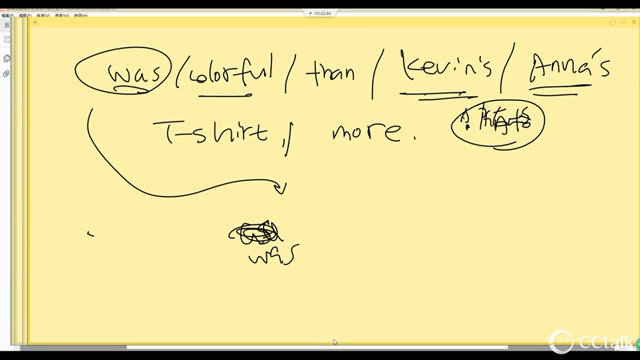 was / colorful / than / Kevin's / Anna's
T-shirt, / more.
was
CCtalk